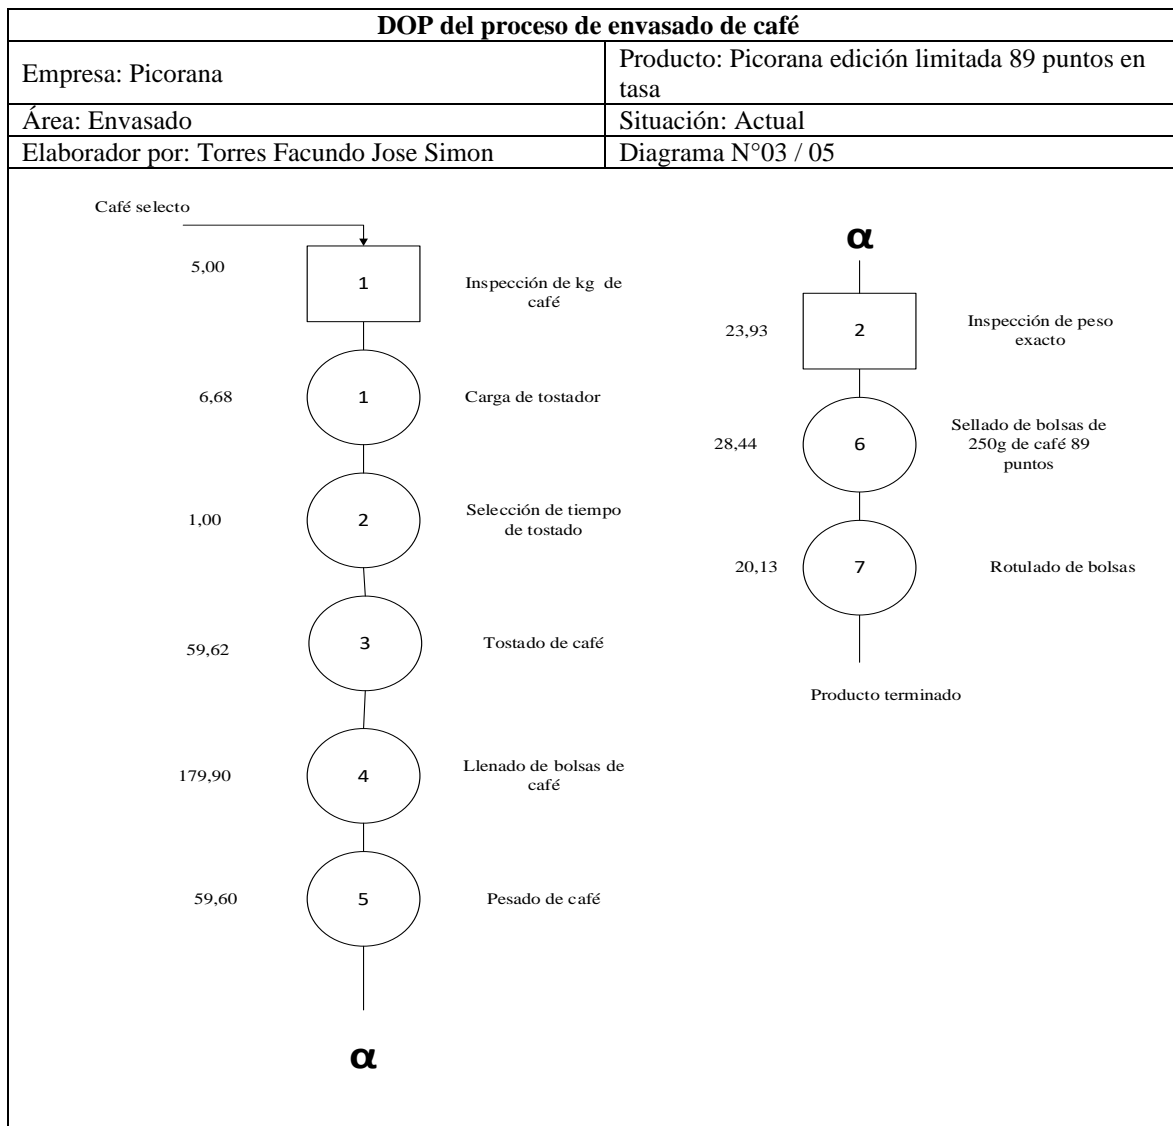 DOP del proceso de envasado de café
Empresa: Picorana
Producto: Picorana edición limitada 89 puntos en
tasa
Área: Envasado
Situación: Actual
Elaborador por: Torres Facundo Jose Simon
Diagrama N°03 / 05
Café selecto
5,00
1
Inspección de kg de
café
6,68
1
Carga de tostador
1,00
2
Selección de tiempo
de tostado
59,62
3
Tostado de café
179,90
4
Llenado de bolsas de
café
59,60
5
Pesado de café
α
α
23,93
2
Inspección de peso
exacto
28,44
6
Sellado de bolsas de
250g de café 89
puntos
20,13
7
Rotulado de bolsas
Producto terminado